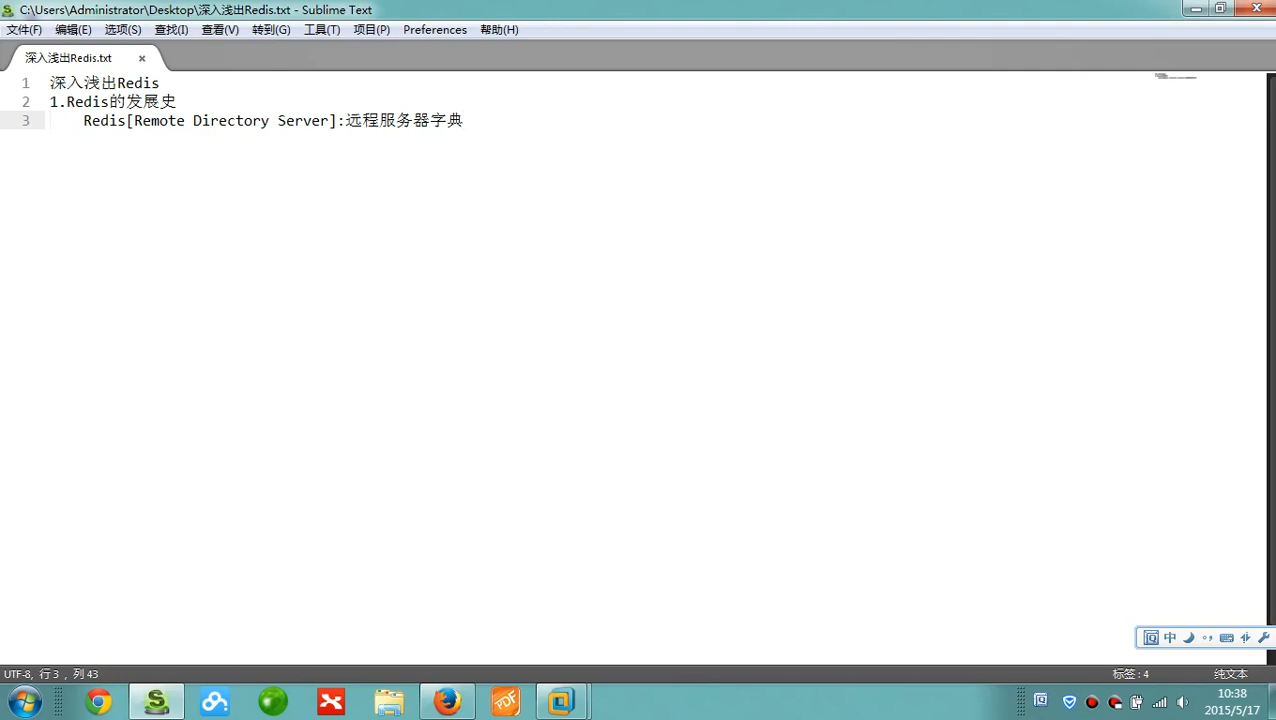 C:\Users\Administrator\Desktop\深入浅出Redis.txt - Sublime Text
文件(F) 编辑(E) 选项(S) 查找(I) 查看(V) 转到(G) 工具(T) 项目(P) Preferences 帮助(H)
深入浅出Redis.txt ×
1 深入浅出Redis
2 1.Redis的发展史
3 Redis[Remote Directory Server]:远程服务器字典
中
UTF-8, 行 3 , 列 43 标签: 4 纯文本
PDF
10:38
2015/5/17